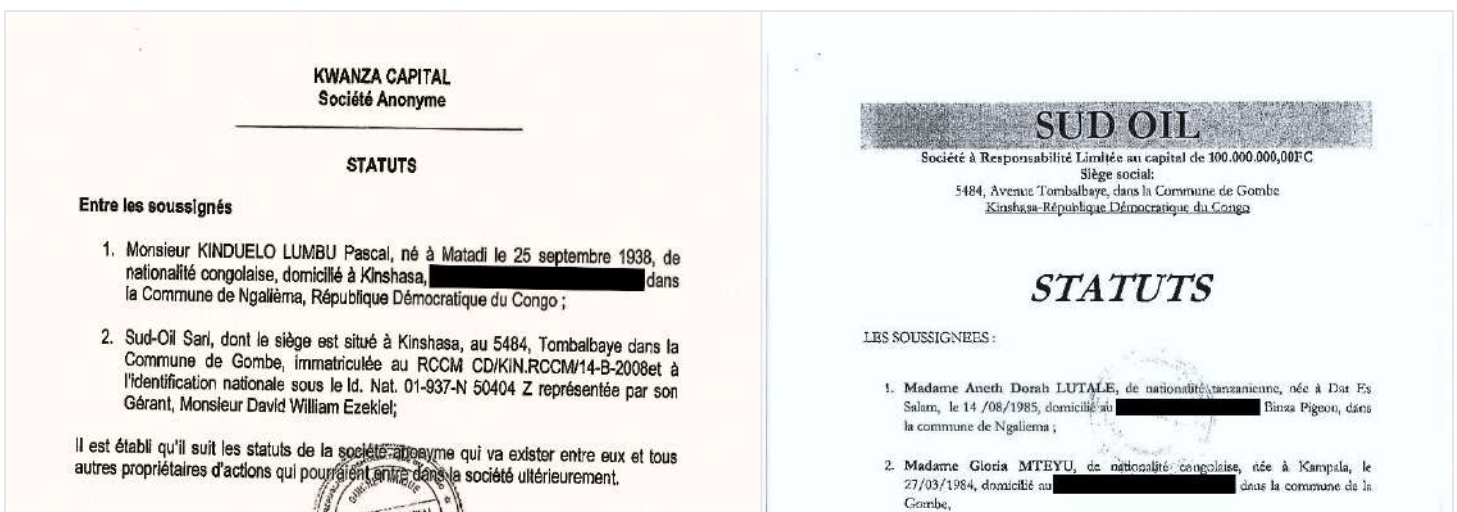 KWANZA CAPITAL
Société Anonyme
STATUTS
Entre les soussignés
1. Monsieur KINDUELO LUMBU Pascal, né à Matadi le 25 septembre 1938, de
nationalité congolaise, domicilié à Kinshasa, dans
la Commune de Ngalièma, République Démocratique du Congo ;
2. Sud-Oil Sarl, dont le siège est situé à Kinshasa, au 5484, Tombalbaye dans la
Commune de Gombe, immatriculée au RCCM CD/KIN.RCCM/14-B-2008et à
l'identification nationale sous le Id. Nat. 01-937-N 50404 Z représentée par son
Gérant, Monsieur David William Ezekiel;
Il est établi qu'il suit les statuts de la société anonyme qui va exister entre eux et tous
autres propriétaires d'actions qui pourraient entre dans la société ultérieurement.
SUD OIL
Société à Responsabilité Limitée au capital de 100.000.000,00FC
Siège social:
5484, Avenue Tombalbaye, dans la Commune de Gombe
Kinshasa-République Démocratique du Congo
STATUTS
LES SOUSSIGNEES :
1. Madame Aneth Dorah LUTALE, de nationalité tanzanienne, née à Dar Es
Salam, le 14 /08/1985, domicilié au Binza Pigeon, dans
la commune de Ngaliema ;
2. Madame Gloria MTEYU, de nationalité congolaise, née à Kampala, le
27/03/1984, domicilié au dans la commune de la
Gombe,